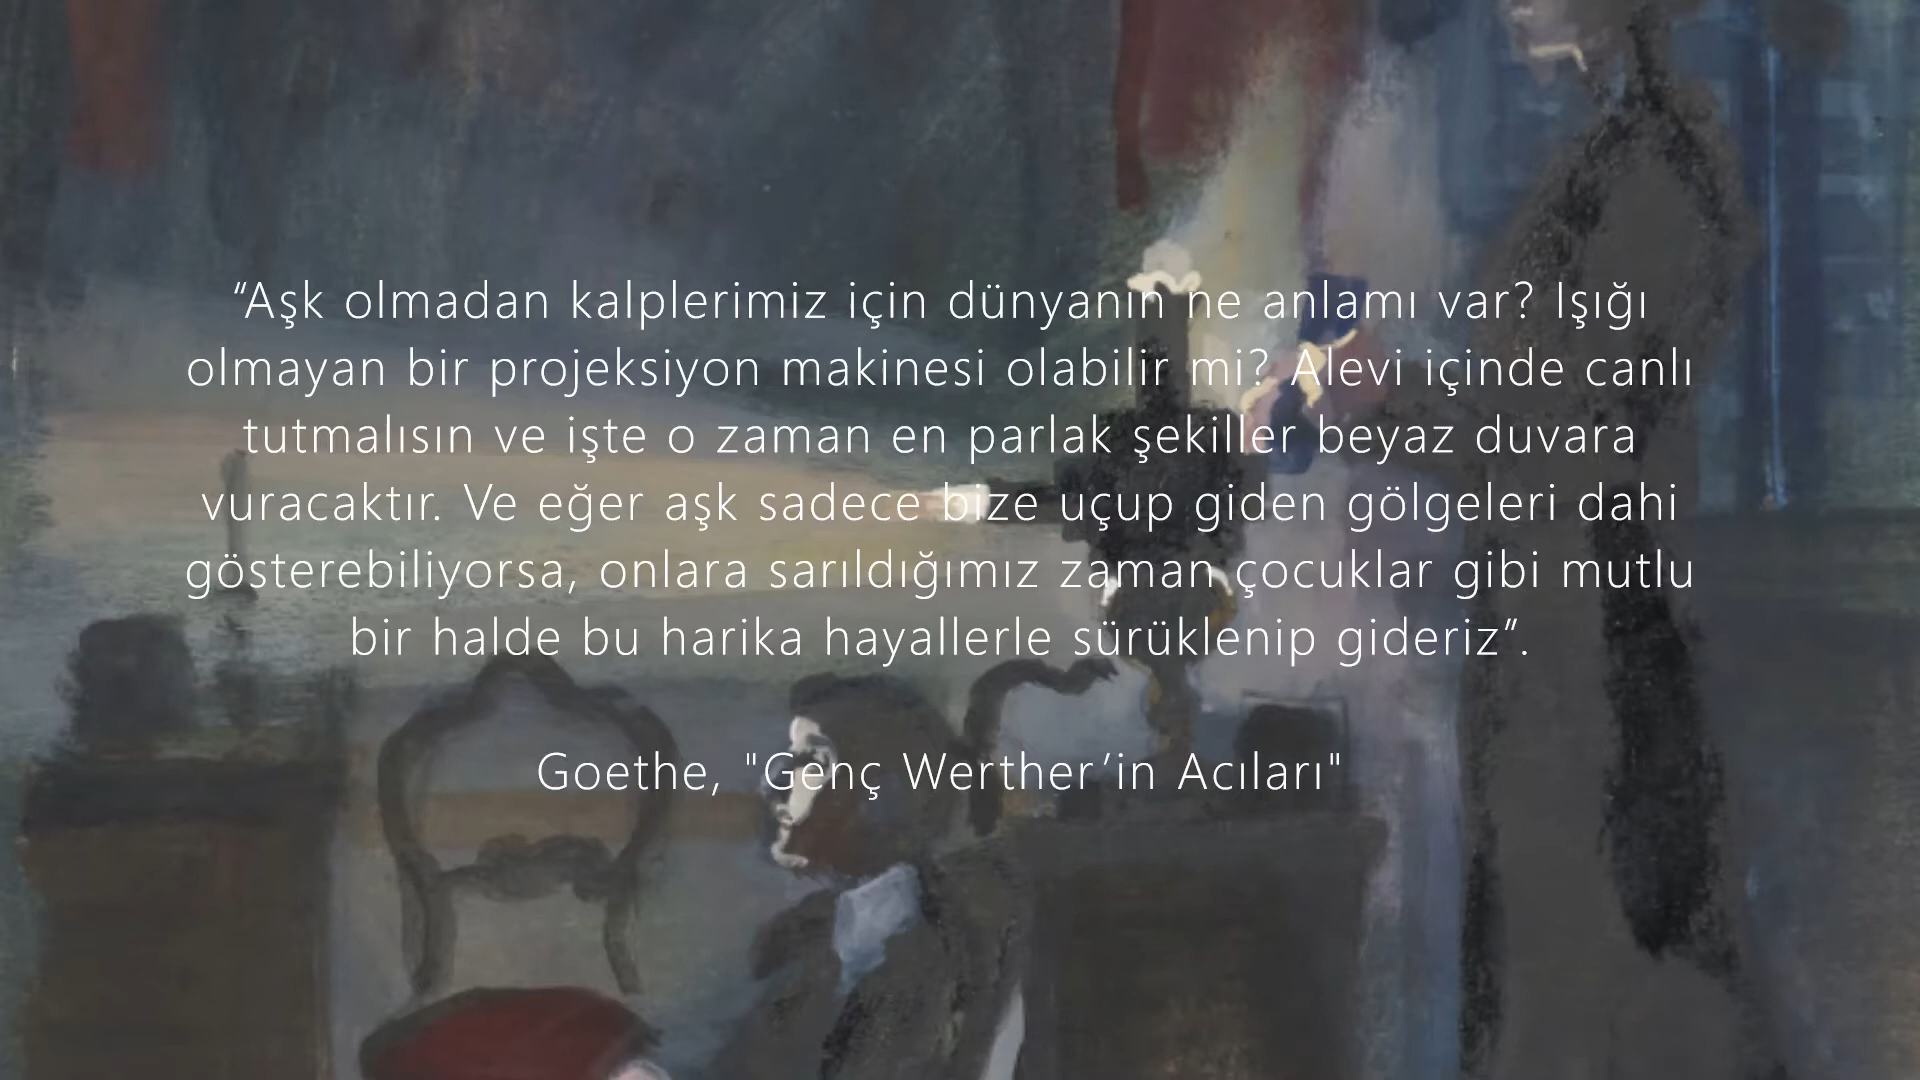 “Aşk olmadan kalplerimiz için dünyanın ne anlamı var? Işığı
olmayan bir projeksiyon makinesi olabilir mi? Alevi içinde canlı
tutmalısın ve işte o zaman en parlak şekiller beyaz duvara
vuracaktır. Ve eğer aşk sadece bize uçup giden gölgeleri dahi
gösterebiliyorsa, onlara sarıldığımız zaman çocuklar gibi mutlu
bir halde bu harika hayallerle sürüklenip gideriz”.
Goethe, "Genç Werther’in Acıları"